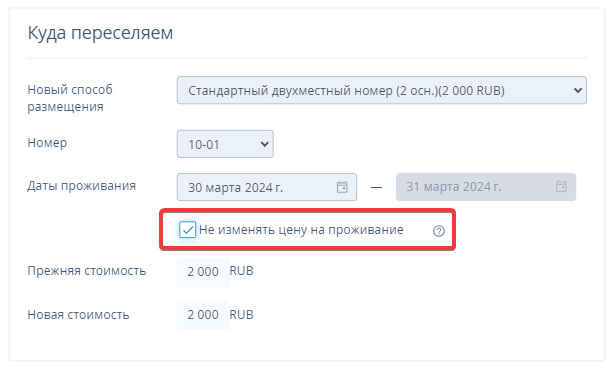 Куда переселяем
Новый способ
размещения
Стандартный двухместный номер (2 осн.)(2 000 RUB)
Номер
10-01
Даты проживания
30 марта 2024 г.
—
31 марта 2024 г.
Не изменять цену на проживание
?
Прежняя стоимость
2 000 RUB
Новая стоимость
2 000 RUB